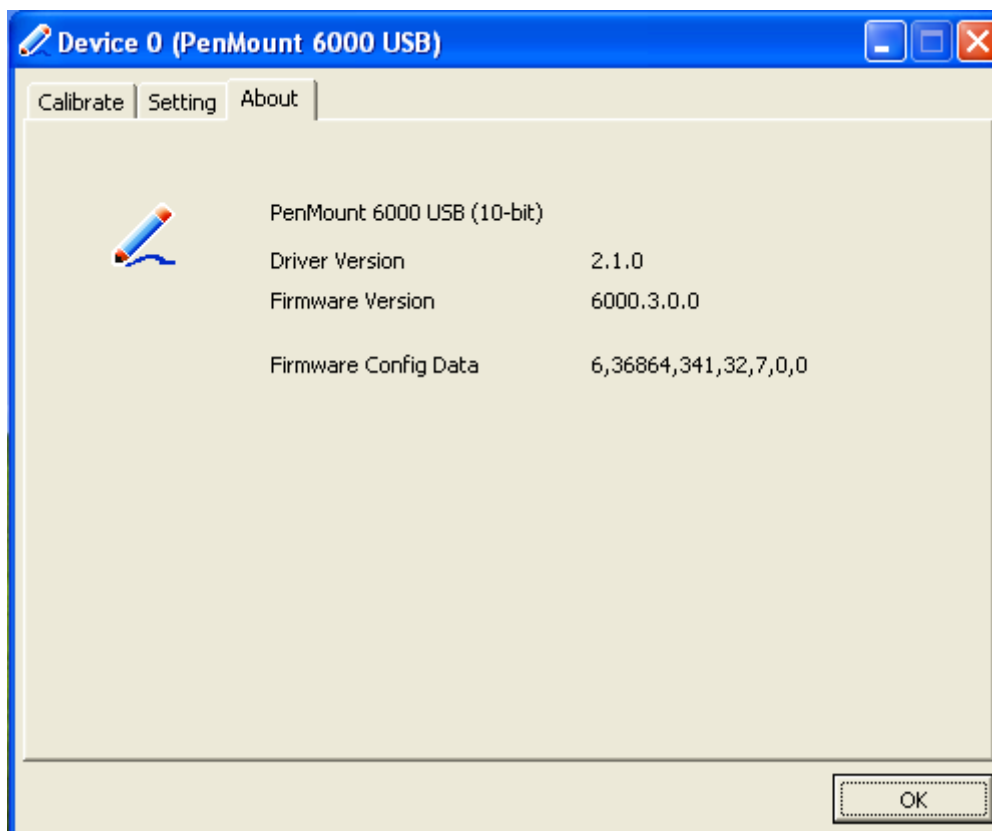 Device 0 (PenMount 6000 USB)
Calibrate Setting About
PenMount 6000 USB (10-bit)
Driver Version 2.1.0
Firmware Version 6000.3.0.0
Firmware Config Data 6,36864,341,32,7,0,0
OK